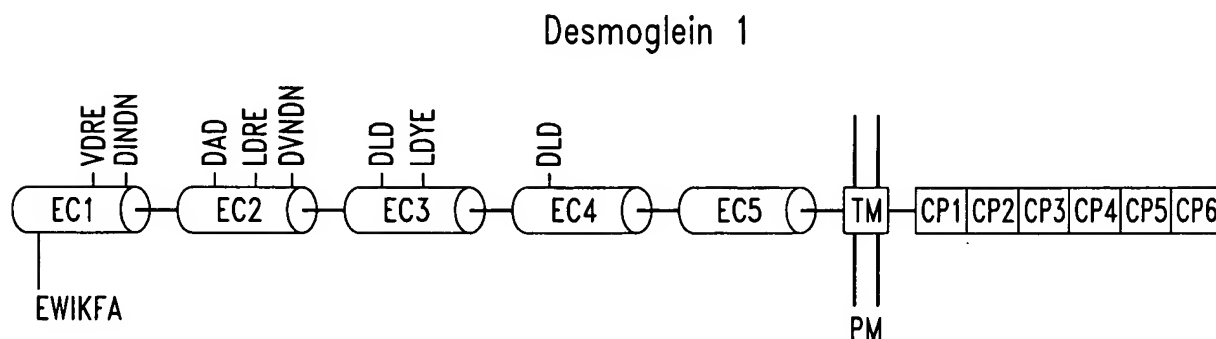 Desmoglein 1
VDRE
DINDN
DAD
LDRE
DVNDN
DLD
LDYE
DLD
EC1 EC2 EC3 EC4 EC5 TM CP1 CP2 CP3 CP4 CP5 CP6
EWIKFA
PM